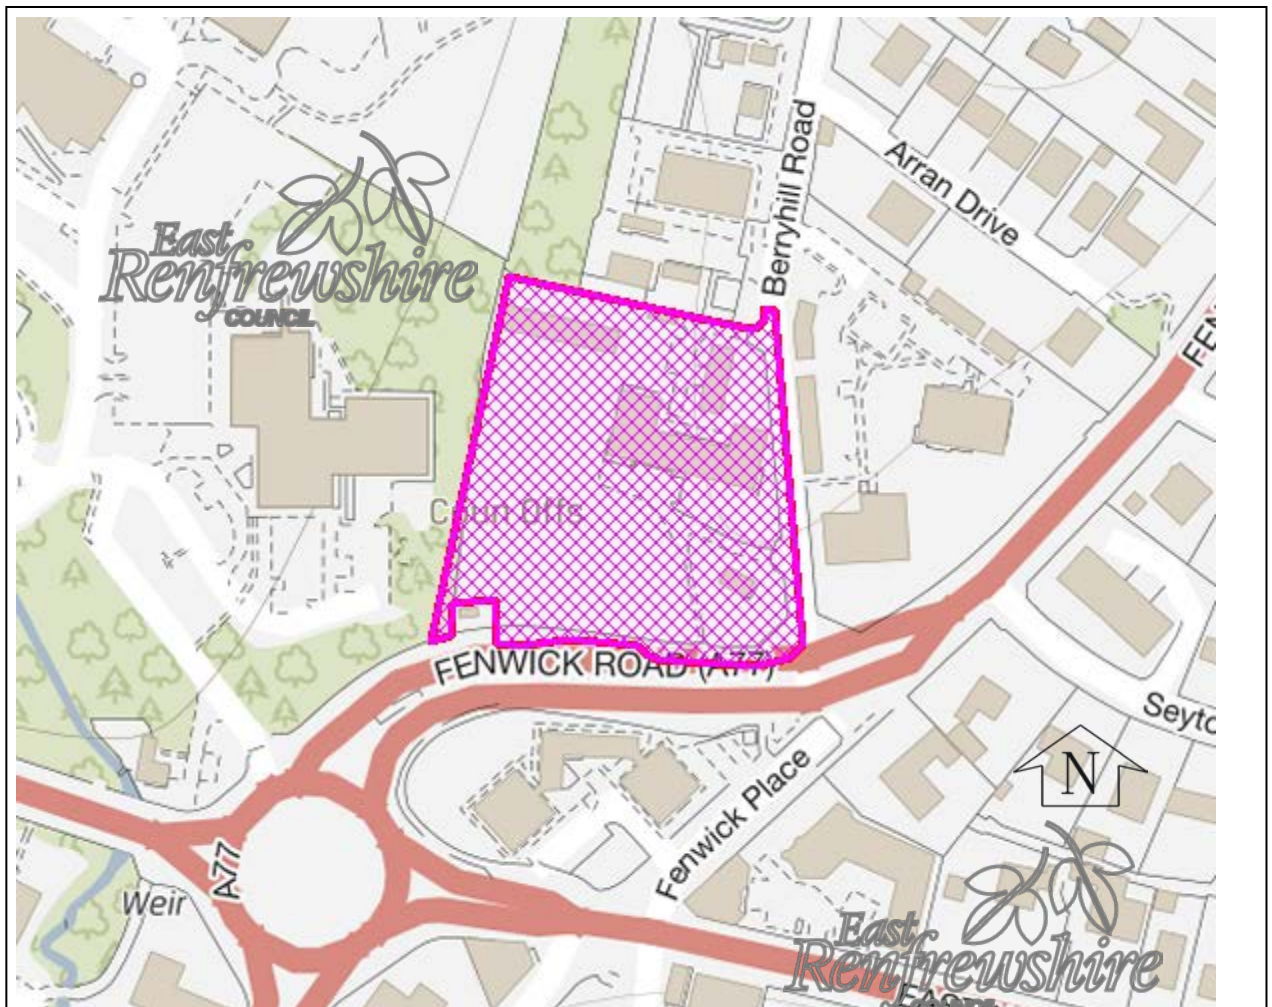 Berryhill Road
Arran Drive
East
Renfrewshire
COUNCIL
FEN
Coun Offs
FENWICK ROAD (A77)
Seyto
N
Fenwick Place
A77
Weir
East
Renfrewshire